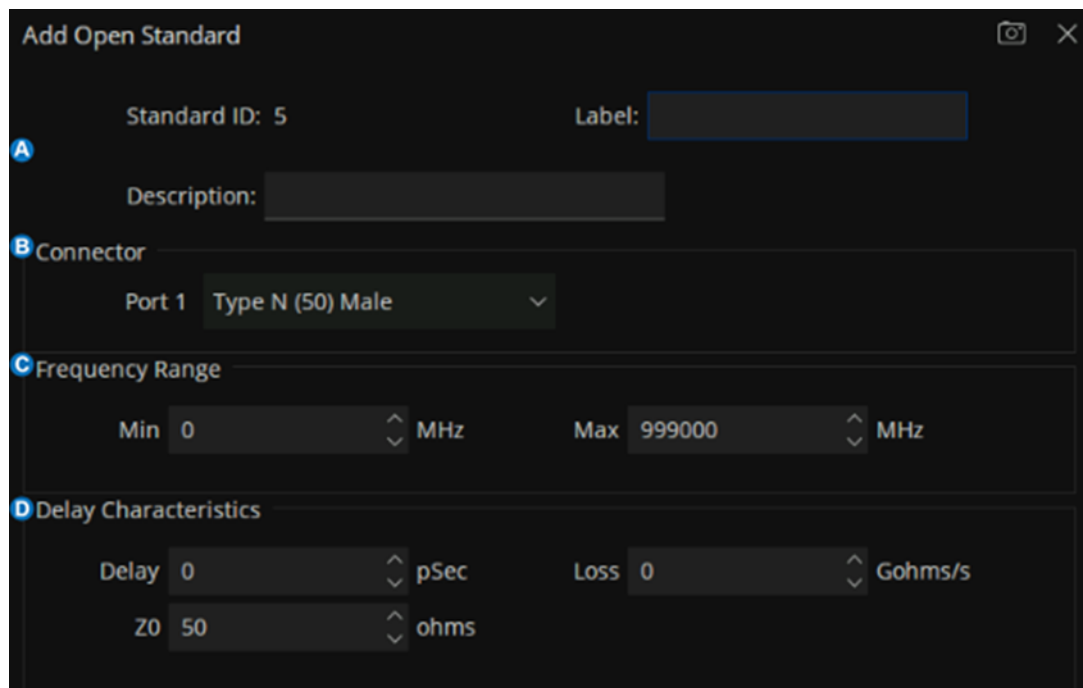 Add Open Standard
Standard ID: 5 Label:
A
Description:
B Connector
Port 1 Type N (50) Male
C Frequency Range
Min 0 MHz Max 999000 MHz
D Delay Characteristics
Delay 0 pSec Loss 0 Gohms/s
Z0 50 ohms